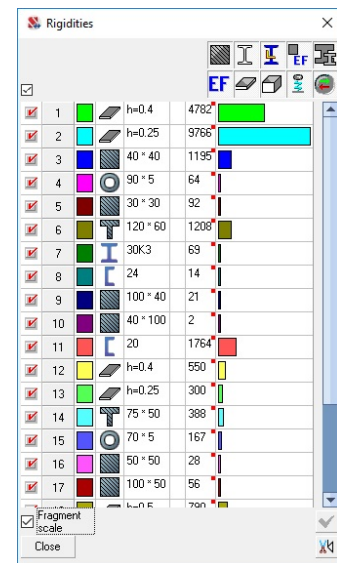 Rigidities
EF
EF
1 h=0.4 4782
2 h=0.25 9766
3 40 * 40 1195
4 90 * 5 64
5 30 * 30 92
6 120 * 60 1208
7 30K3 69
8 24 14
9 100 * 40 21
10 40 * 100 2
11 20 1764
12 h=0.4 550
13 h=0.25 300
14 75 * 50 388
15 70 * 5 167
16 50 * 50 28
17 100 * 50 56
h=0.5 790
Fragment
scale
Close